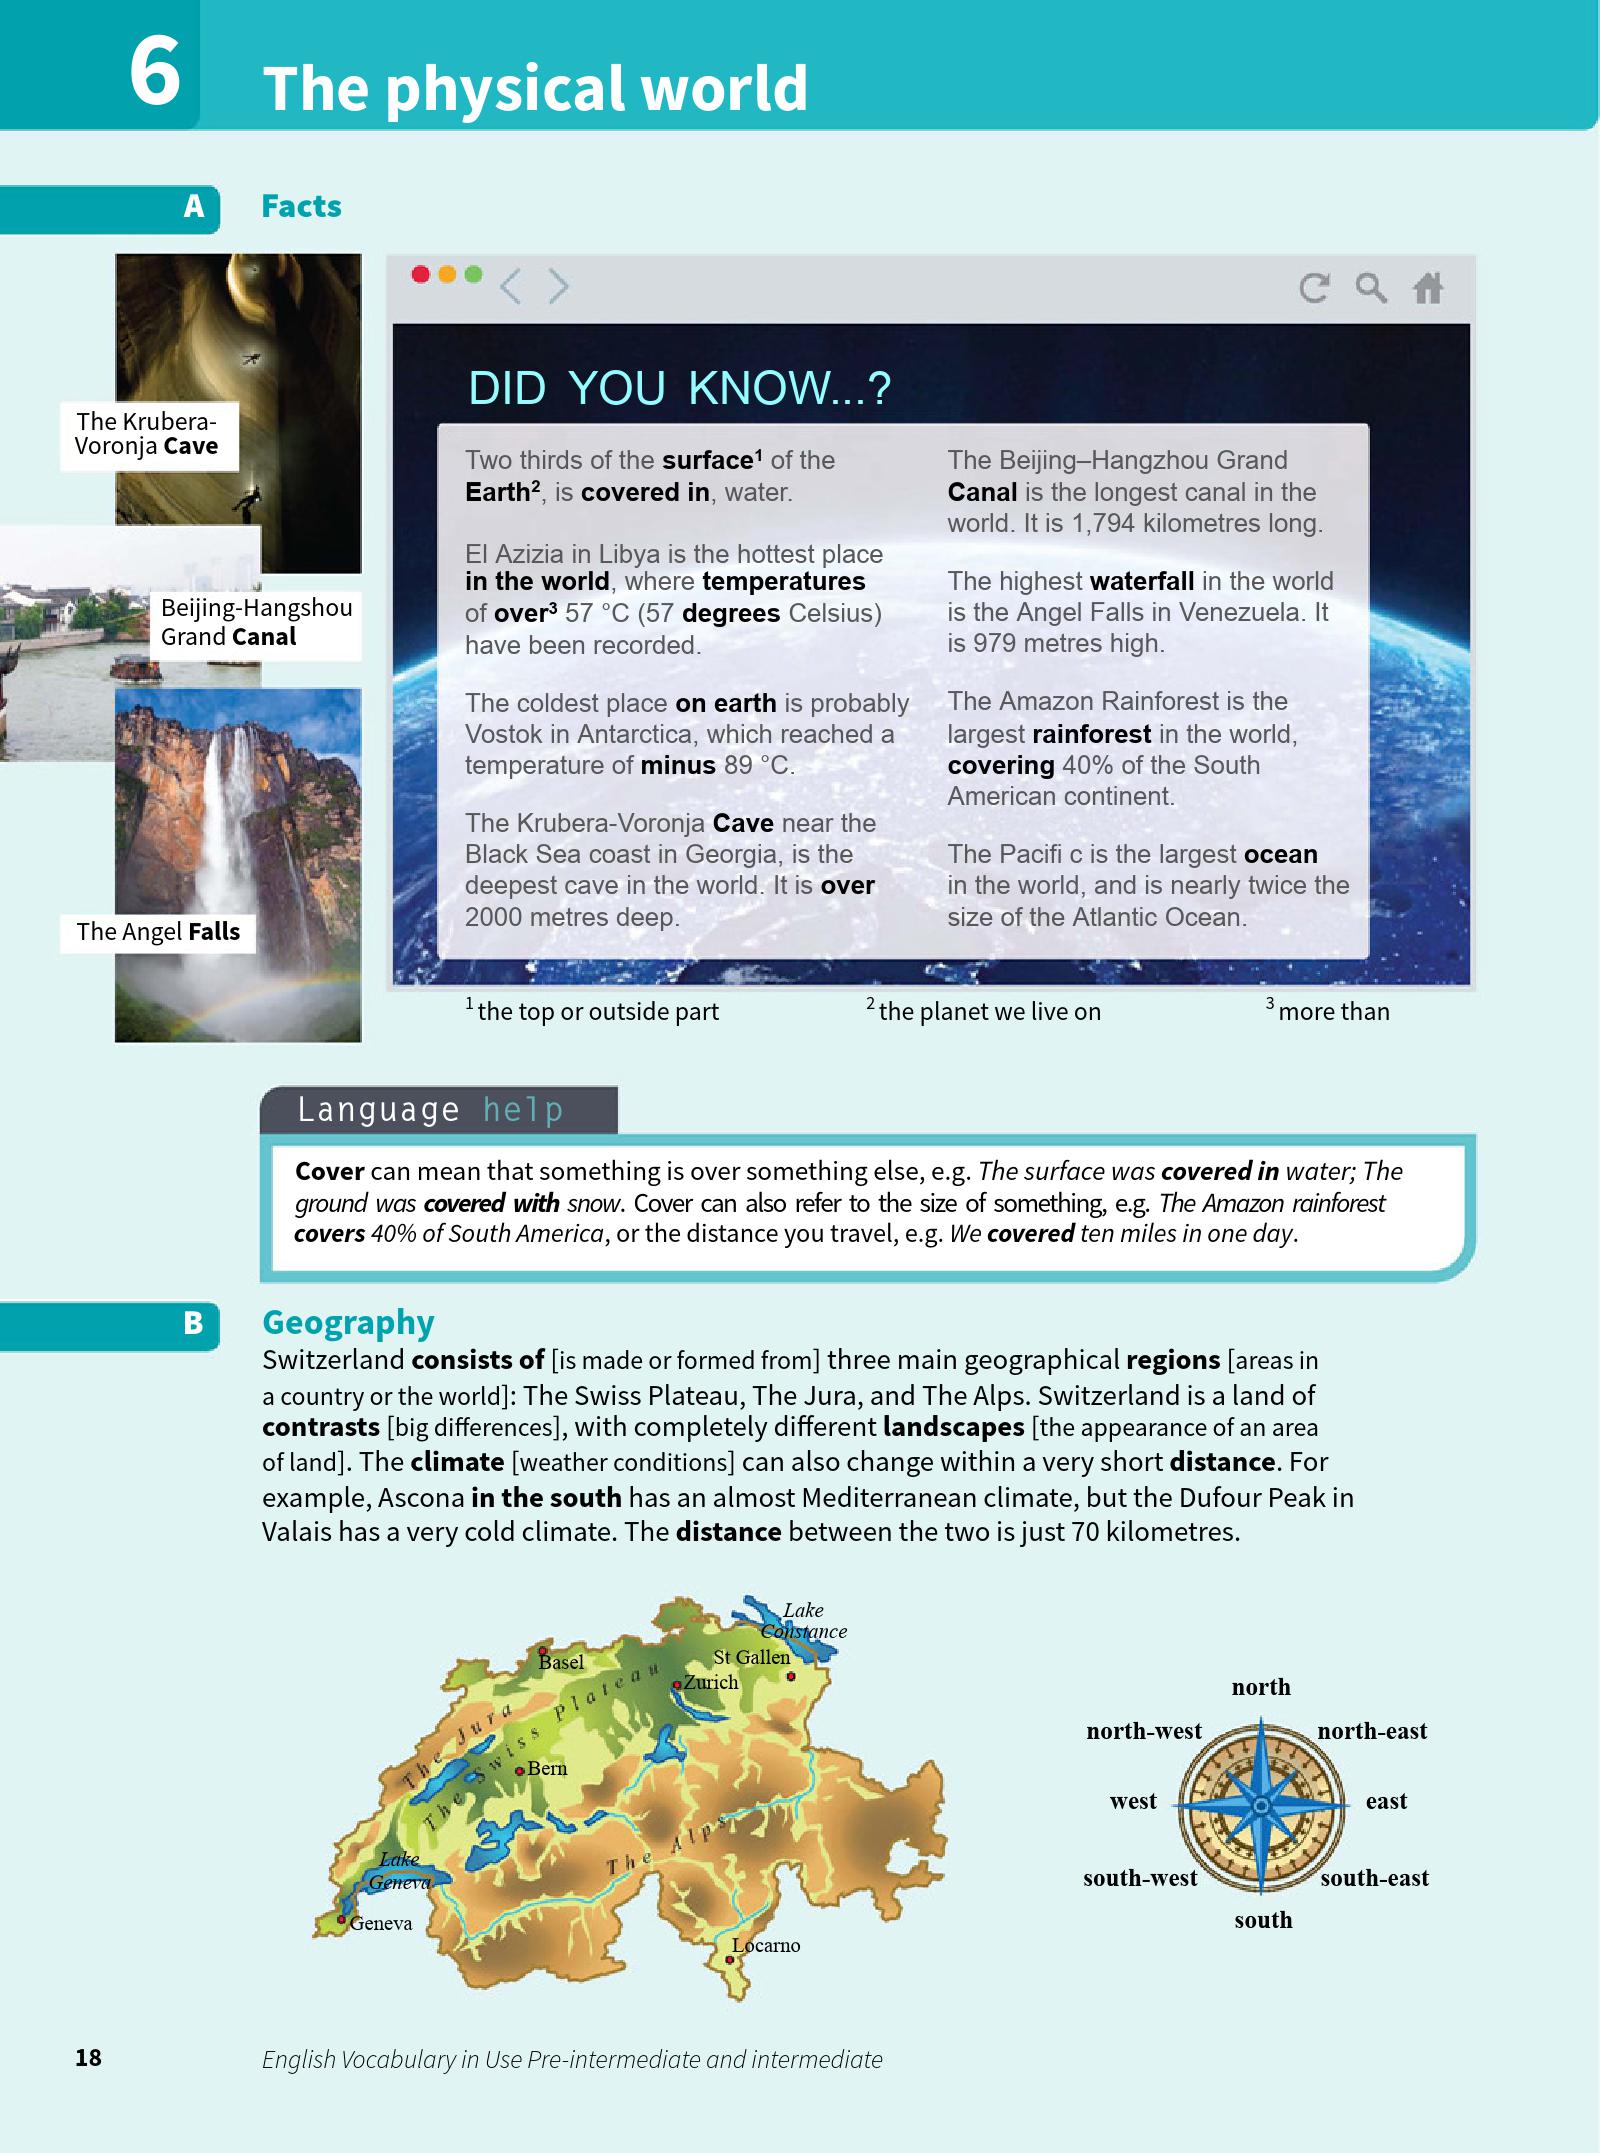 6
The physical world
A
Facts
The Krubera-
Voronja Cave
Beijing-Hangshou
Grand Canal
The Angel Falls
DID YOU KNOW...?
Two thirds of the surface¹ of the
Earth², is covered in, water.
El Azizia in Libya is the hottest place
in the world, where temperatures
of over³ 57 °C (57 degrees Celsius)
have been recorded.
The coldest place on earth is probably
Vostok in Antarctica, which reached a
temperature of minus 89 °C.
The Krubera-Voronja Cave near the
Black Sea coast in Georgia, is the
deepest cave in the world. It is over
2000 metres deep.
The Beijing–Hangzhou Grand
Canal is the longest canal in the
world. It is 1,794 kilometres long.
The highest waterfall in the world
is the Angel Falls in Venezuela. It
is 979 metres high.
The Amazon Rainforest is the
largest rainforest in the world,
covering 40% of the South
American continent.
The Pacifi c is the largest ocean
in the world, and is nearly twice the
size of the Atlantic Ocean.
¹ the top or outside part
² the planet we live on
³ more than
Language help
Cover can mean that something is over something else, e.g. The surface was covered in water; The
ground was covered with snow. Cover can also refer to the size of something, e.g. The Amazon rainforest
covers 40% of South America, or the distance you travel, e.g. We covered ten miles in one day.
B
Geography
Switzerland consists of [is made or formed from] three main geographical regions [areas in
a country or the world]: The Swiss Plateau, The Jura, and The Alps. Switzerland is a land of
contrasts [big differences], with completely different landscapes [the appearance of an area
of land]. The climate [weather conditions] can also change within a very short distance. For
example, Ascona in the south has an almost Mediterranean climate, but the Dufour Peak in
Valais has a very cold climate. The distance between the two is just 70 kilometres.
Lake
Constance
Basel
St Gallen
Zurich
The Jura
The Swiss Plateau
Bern
The Alps
Lake
Geneva
Geneva
Locarno
north
north-west
north-east
west
east
south-west
south-east
south
18
English Vocabulary in Use Pre-intermediate and intermediate